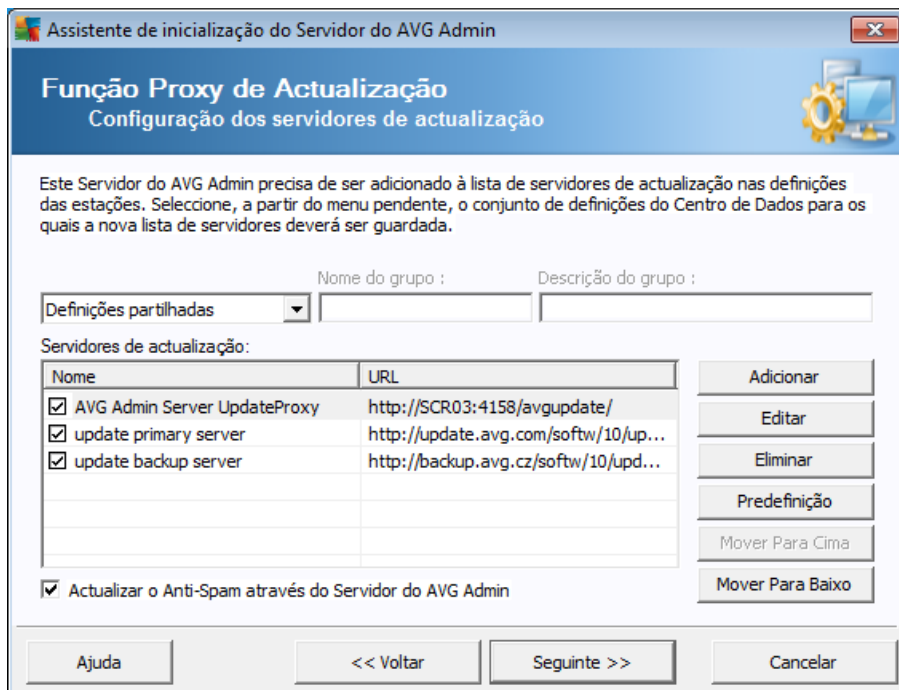 Assistente de inicialização do Servidor do AVG Admin
Função Proxy de Actualização
Configuração dos servidores de actualização
Este Servidor do AVG Admin precisa de ser adicionado à lista de servidores de actualização nas definições
das estações. Seleccione, a partir do menu pendente, o conjunto de definições do Centro de Dados para os
quais a nova lista de servidores deverá ser guardada.
Nome do grupo : Descrição do grupo :
Definições partilhadas
Servidores de actualização:
Nome URL
AVG Admin Server UpdateProxy http://SCR03:4158/avgupdate/
update primary server http://update.avg.com/softw/10/up...
update backup server http://backup.avg.cz/softw/10/upd...
Adicionar
Editar
Eliminar
Predefinição
Mover Para Cima
Mover Para Baixo
Actualizar o Anti-Spam através do Servidor do AVG Admin
Ajuda << Voltar Seguinte >> Cancelar